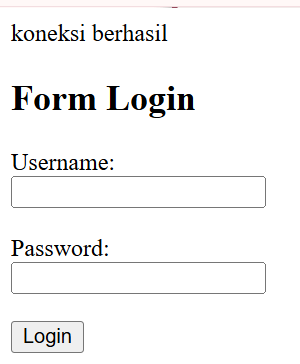 koneksi berhasil
Form Login
Username:
Password:
Login